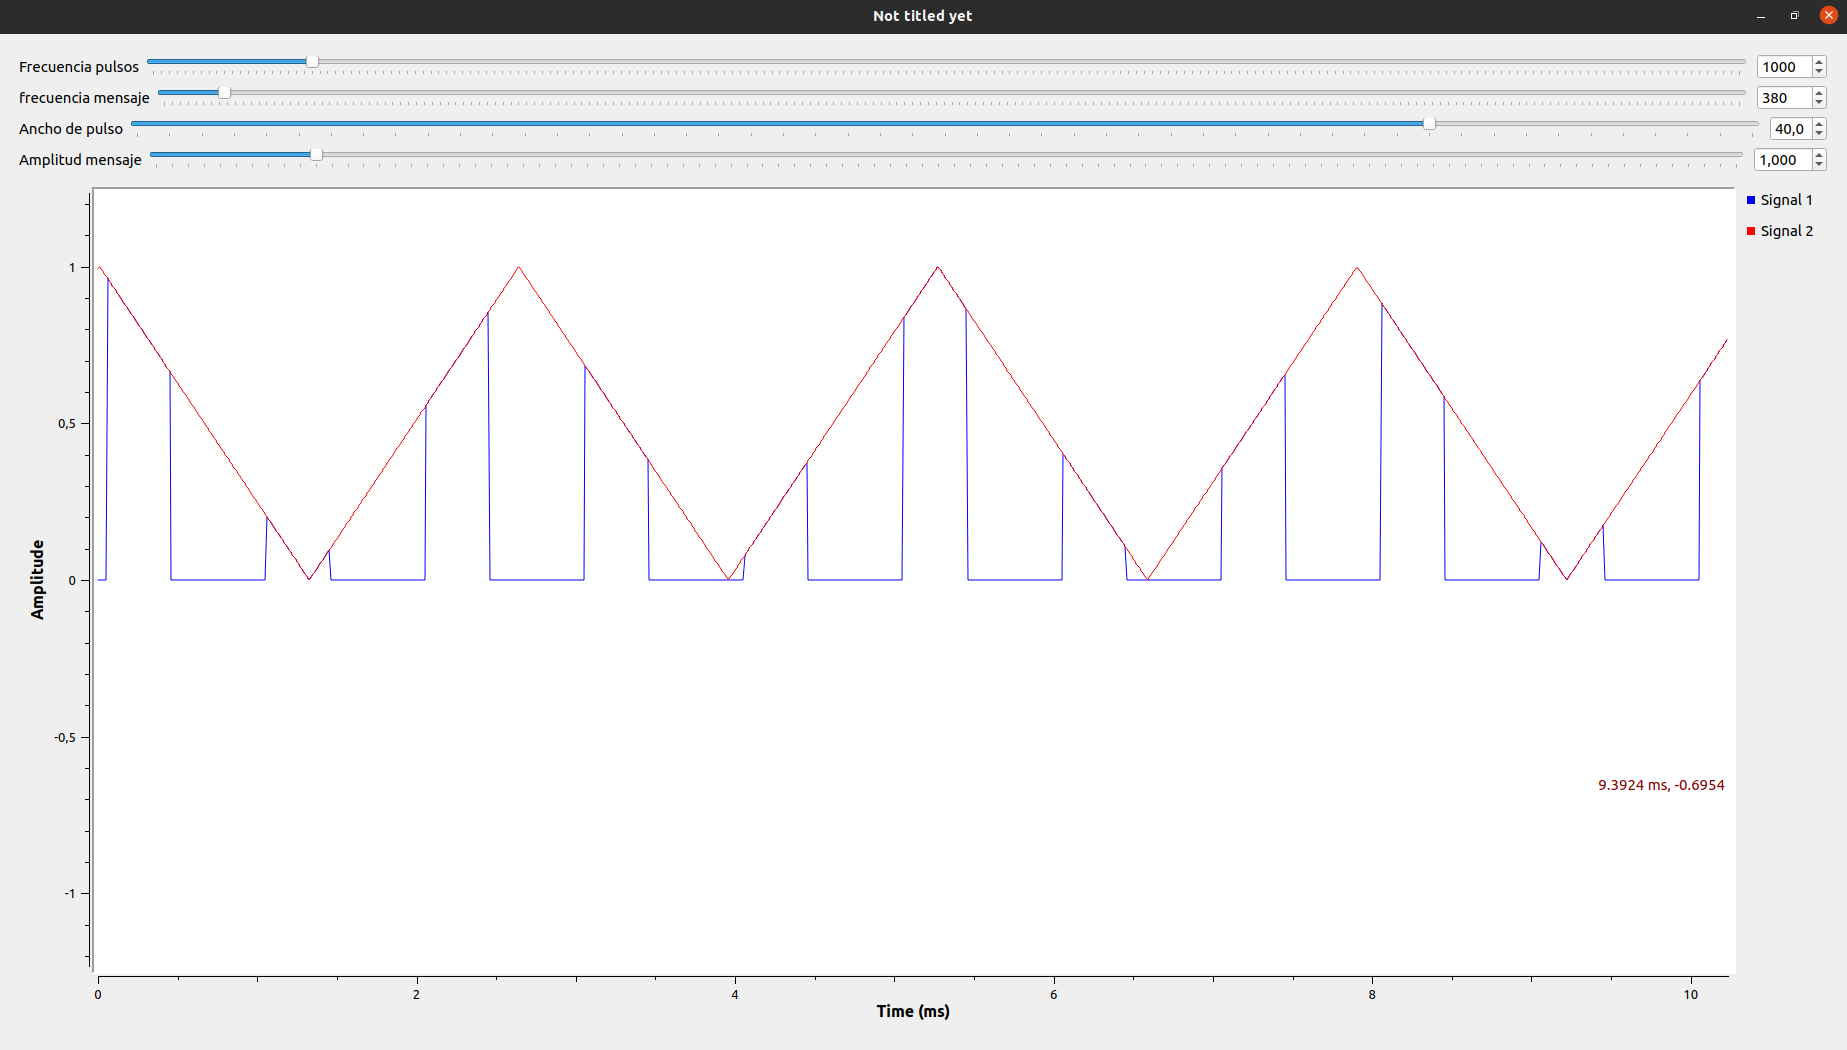 Not titled yet
Frecuencia pulsos 1000
frecuencia mensaje 380
Ancho de pulso 40,0
Amplitud mensaje 1,000
Signal 1
Signal 2
1
0,5
0
-0,5
-1
Amplitude
9.3924 ms, -0.6954
0 2 4 6 8 10
Time (ms)